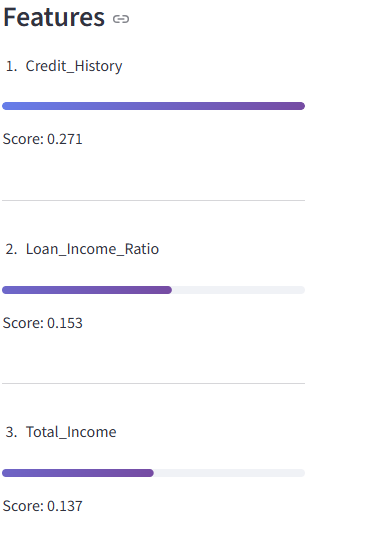 Features
1. Credit_History
Score: 0.271
2. Loan_Income_Ratio
Score: 0.153
3. Total_Income
Score: 0.137